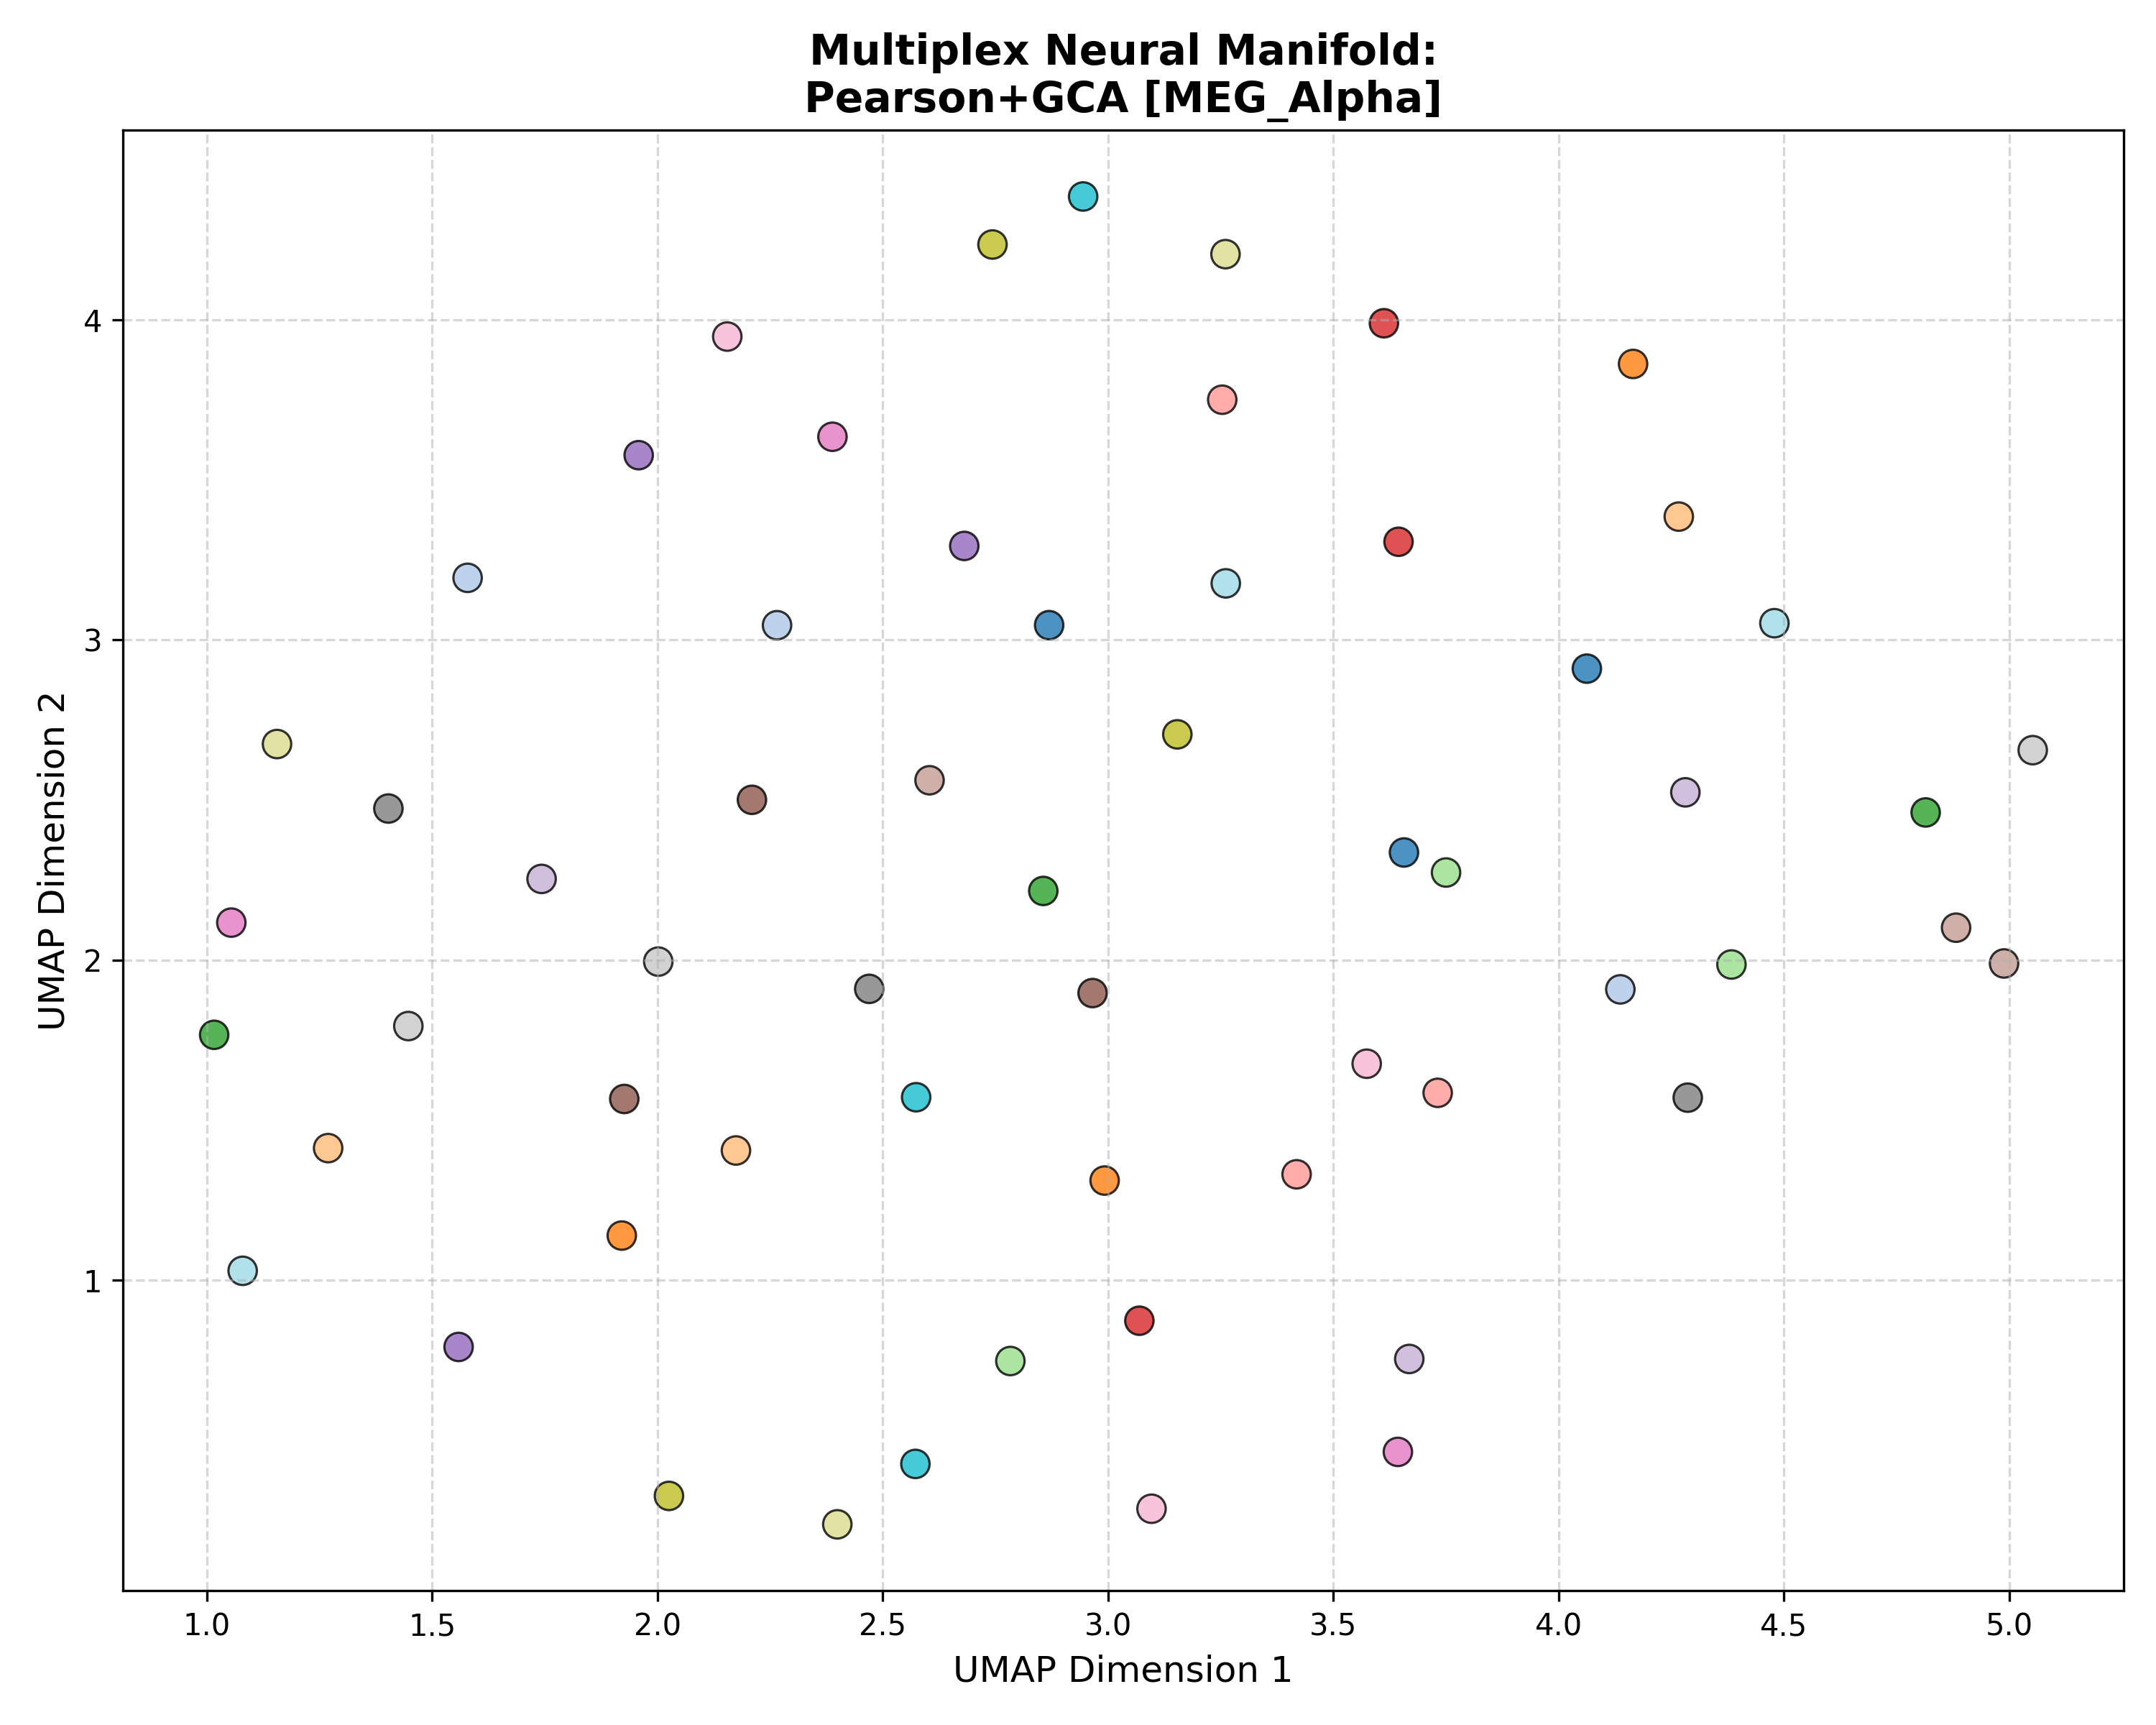 Multiplex Neural Manifold:
Pearson+GCA [MEG_Alpha]
UMAP Dimension 2
4
3
2
1
1.0 1.5 2.0 2.5 3.0 3.5 4.0 4.5 5.0
UMAP Dimension 1